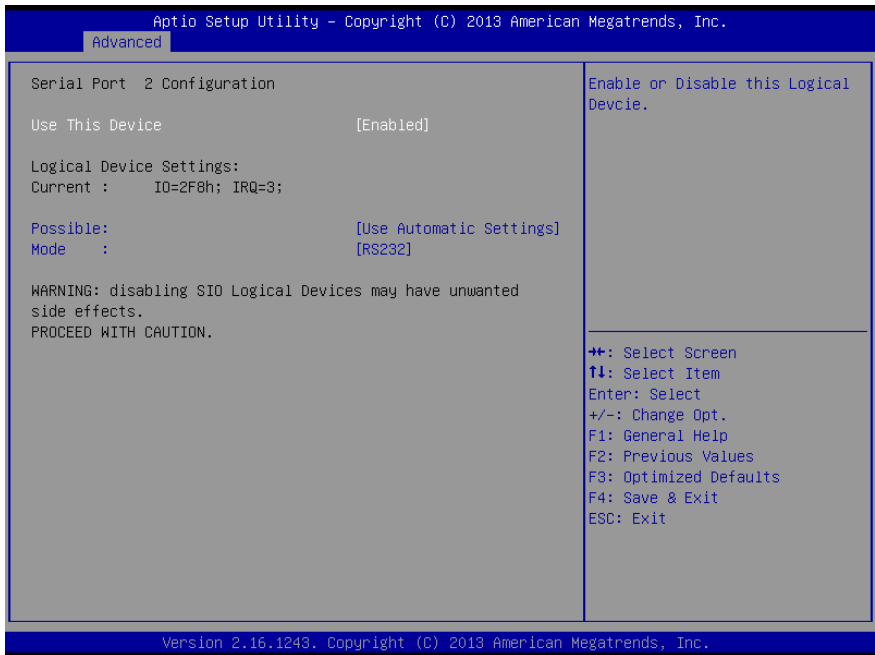 Aptio Setup Utility – Copyright (C) 2013 American Megatrends, Inc.
Advanced
Serial Port 2 Configuration
Use This Device [Enabled]
Logical Device Settings:
Current : IO=2F8h; IRQ=3;
Possible: [Use Automatic Settings]
Mode : [RS232]
WARNING: disabling SIO Logical Devices may have unwanted
side effects.
PROCEED WITH CAUTION.
Enable or Disable this Logical
Devcie.
→←: Select Screen
↑↓: Select Item
Enter: Select
+/-: Change Opt.
F1: General Help
F2: Previous Values
F3: Optimized Defaults
F4: Save & Exit
ESC: Exit
Version 2.16.1243. Copyright (C) 2013 American Megatrends, Inc.